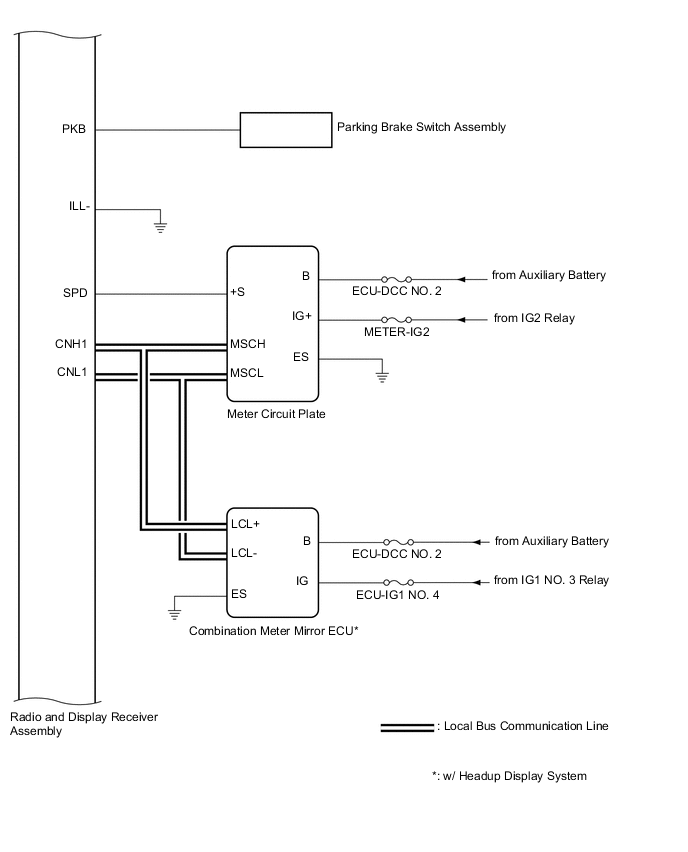 PKB
Parking Brake Switch Assembly
ILL-
SPD
+S
B
from Auxiliary Battery
ECU-DCC NO. 2
IG+
from IG2 Relay
METER-IG2
CNH1
MSCH
ES
CNL1
MSCL
Meter Circuit Plate
LCL+
B
from Auxiliary Battery
ECU-DCC NO. 2
LCL-
IG
from IG1 NO. 3 Relay
ECU-IG1 NO. 4
ES
Combination Meter Mirror ECU*
Radio and Display Receiver
Assembly
: Local Bus Communication Line
*: w/ Headup Display System